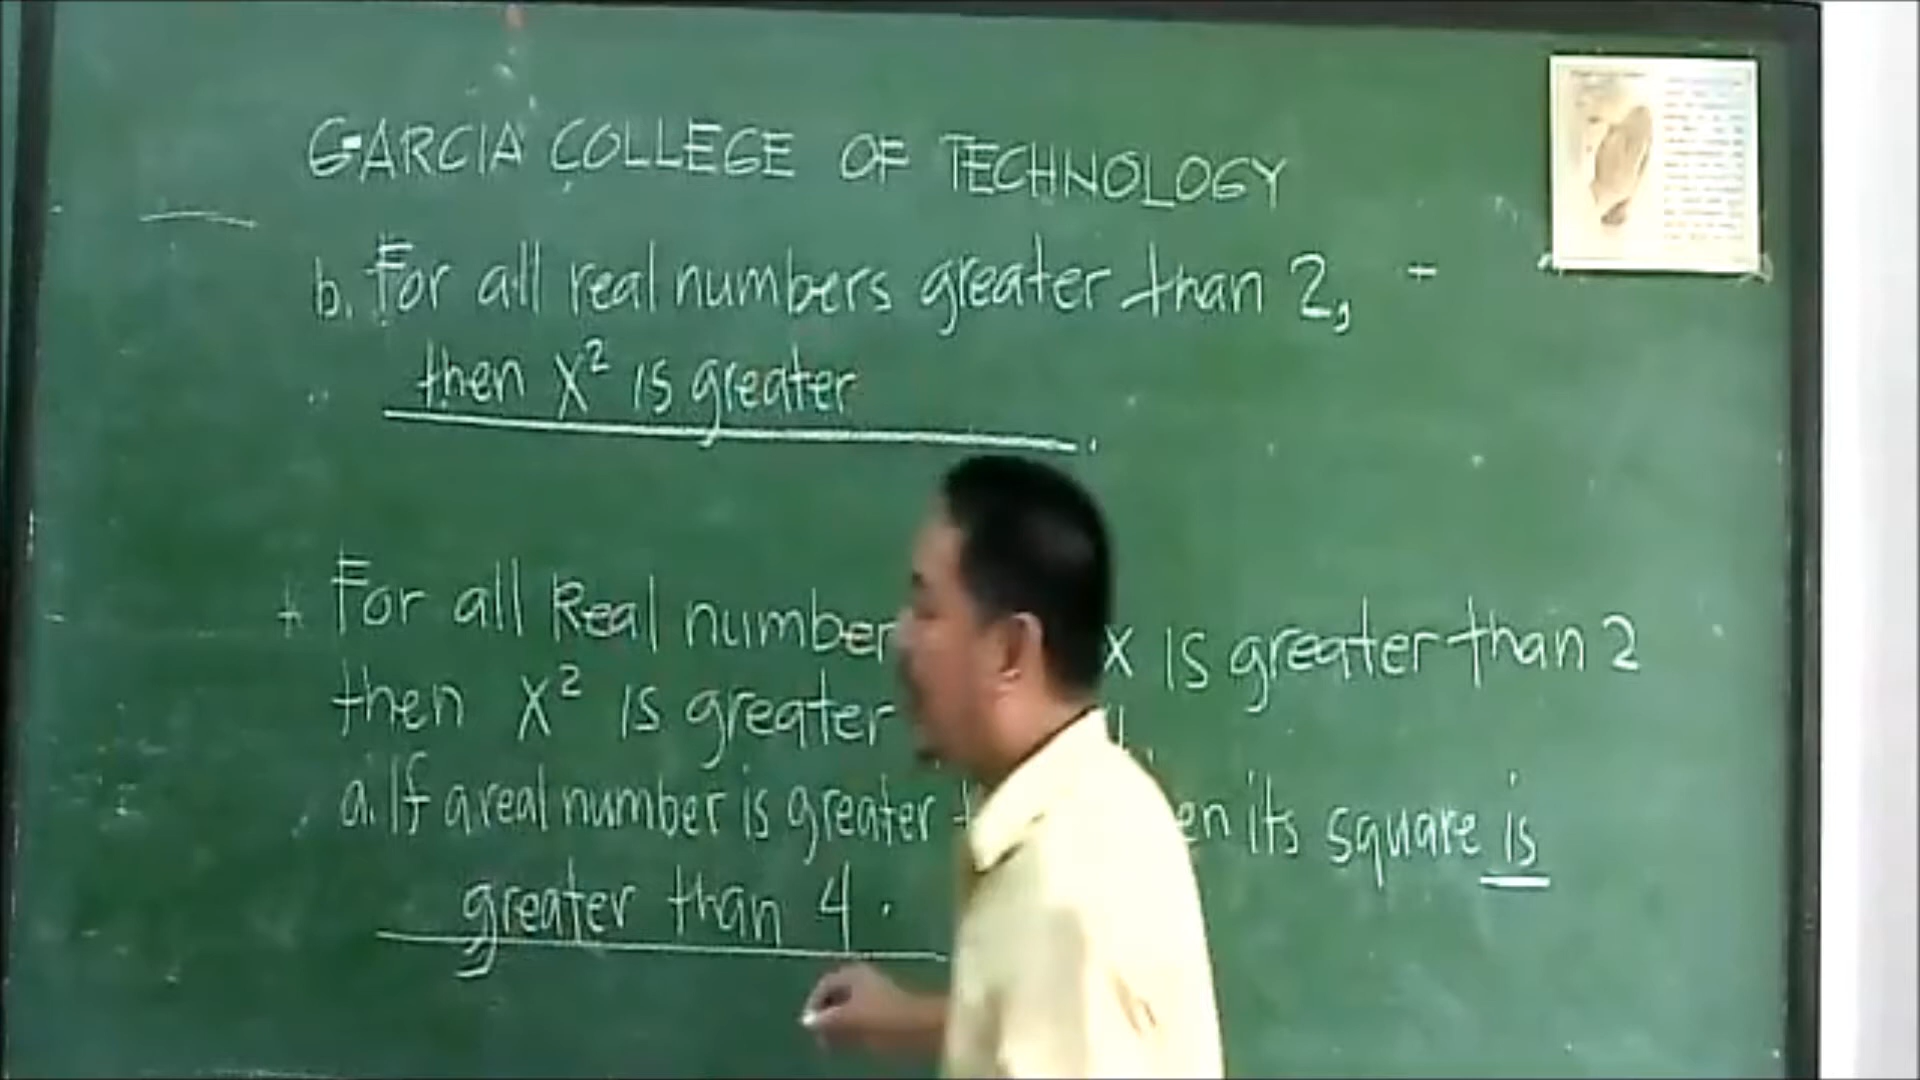 GARCIA COLLEGE OF TECHNOLOGY
b. For all real numbers greater than 2,
then X² is greater
For all Real number x is greater than 2
then X² is greater
a. If a real number is greater its square is
greater than 4.